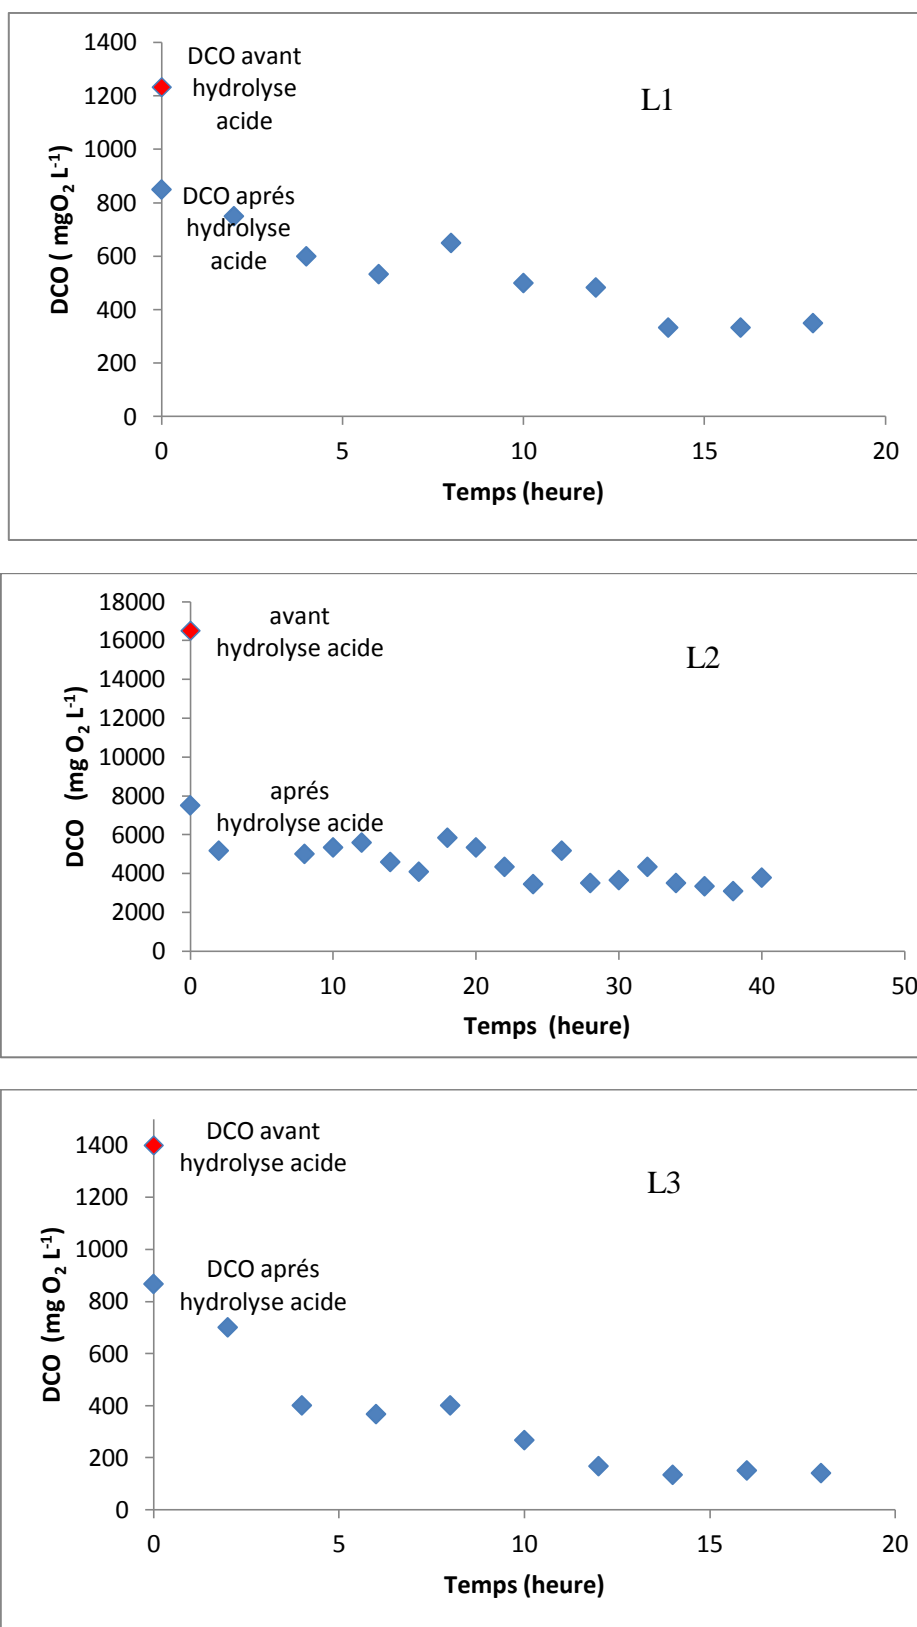 1400
1200
1000
800
600
400
200
0
DCO ( mgO₂ L⁻¹)
DCO avant
hydrolyse
acide
DCO aprés
hydrolyse
acide
L1
0 5 10 15 20
Temps (heure)
18000
16000
14000
12000
10000
8000
6000
4000
2000
0
DCO (mg O₂ L⁻¹)
avant
hydrolyse acide
aprés
hydrolyse acide
L2
0 10 20 30 40 50
Temps (heure)
1400
1200
1000
800
600
400
200
0
DCO (mg O₂ L⁻¹)
DCO avant
hydrolyse acide
DCO aprés
hydrolyse acide
L3
0 5 10 15 20
Temps (heure)